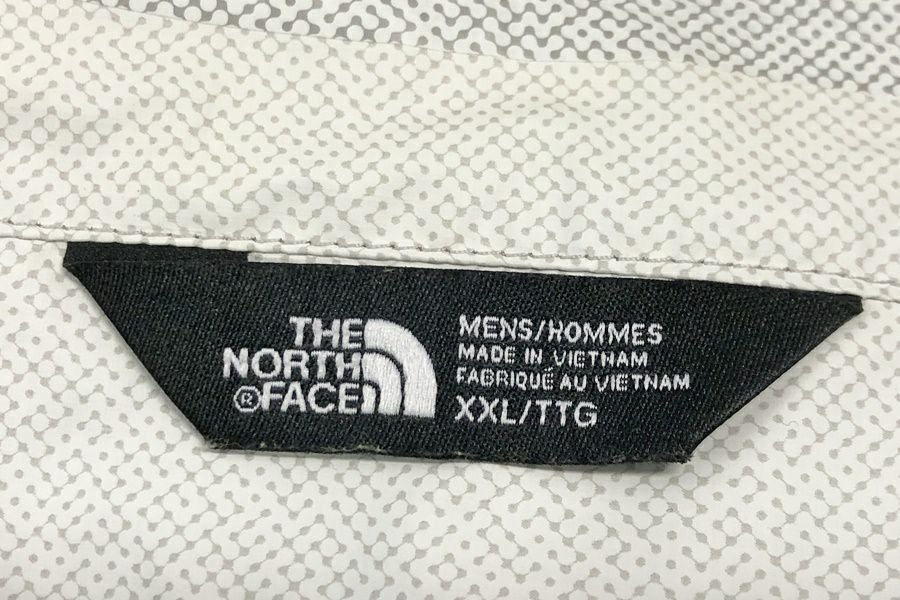 THE
NORTH
®FACE
MENS/HOMMES
MADE IN VIETNAM
FABRIQUÉ AU VIETNAM
XXL/TTG